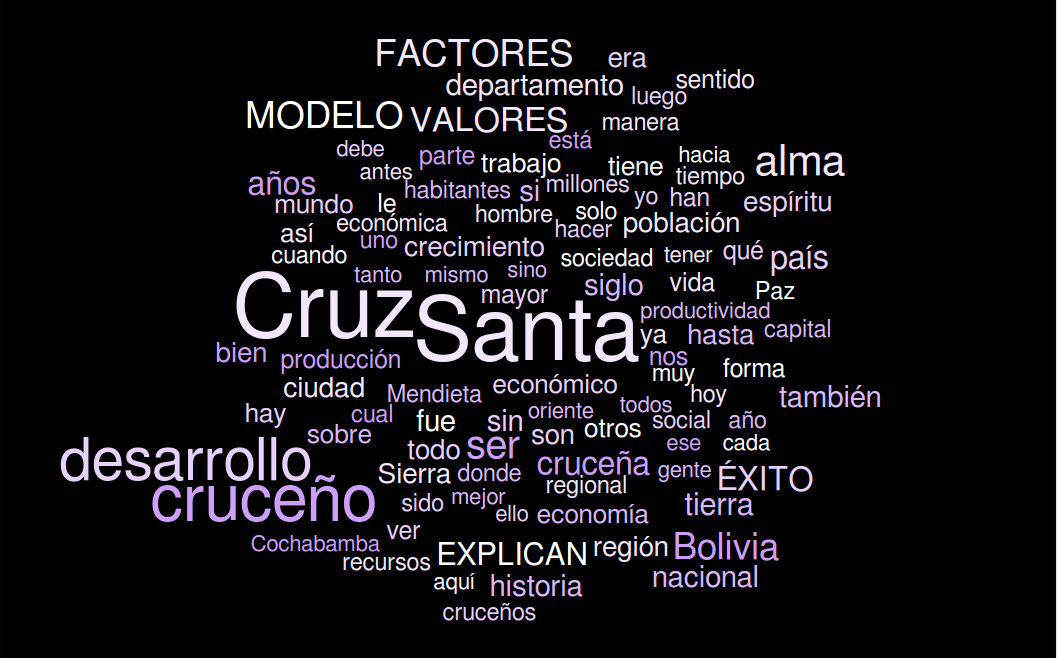 FACTORES era
departamento sentido
luego
MODELO VALORES manera
está
debe parte trabajo tiene hacia alma
antes tiempo
años habitantes si millones yo han espíritu
mundo le hombre solo
económica hacer población
así uno crecimiento
cuando sociedad tener qué país
tanto mismo sino
mayor siglo vida Paz
Cruz Santa productividad
ya hasta capital
bien producción nos
muy forma
ciudad Mendieta económico hoy también
hay cual fue sin oriente todos social año
sobre todo ser son otros ese cada
desarrollo Sierra donde cruceña gente ÉXITO
cruceño sido mejor regional tierra
ello economía
ver
Cochabamba EXPLICAN región Bolivia
recursos
aquí historia nacional
cruceños